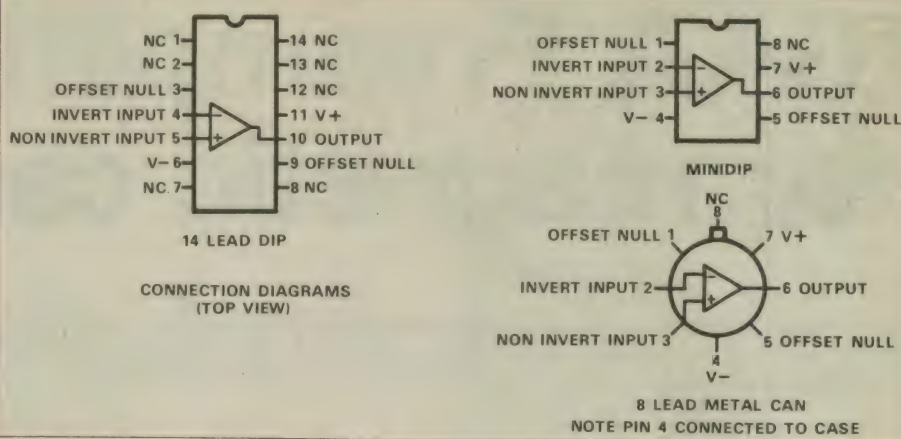 NC 1
NC 2
OFFSET NULL 3
INVERT INPUT 4
NON INVERT INPUT 5
V– 6
NC. 7
14 NC
13 NC
12 NC
11 V+
10 OUTPUT
9 OFFSET NULL
8 NC
–
+
14 LEAD DIP
CONNECTION DIAGRAMS
(TOP VIEW)
OFFSET NULL 1
INVERT INPUT 2
NON INVERT INPUT 3
V– 4
8 NC
7 V+
6 OUTPUT
5 OFFSET NULL
–
+
MINIDIP
NC
8
OFFSET NULL 1
7 V+
INVERT INPUT 2
–
+
6 OUTPUT
NON INVERT INPUT 3
5 OFFSET NULL
4
V–
8 LEAD METAL CAN
NOTE PIN 4 CONNECTED TO CASE